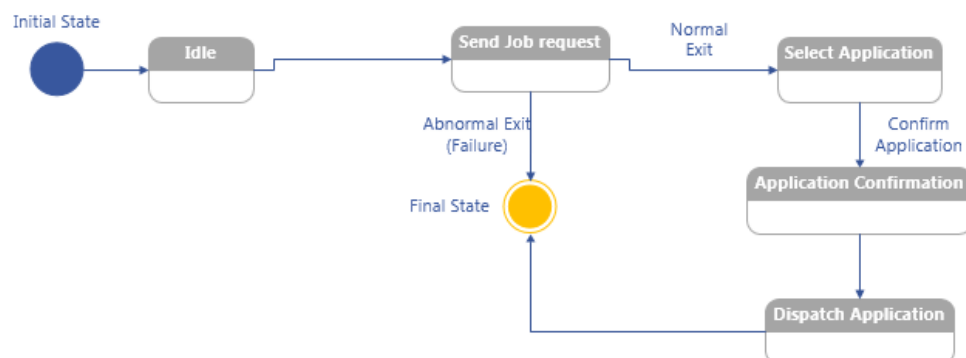 Initial State
Idle
Send Job request
Normal
Exit
Select Application
Abnormal Exit
(Failure)
Confirm
Application
Application Confirmation
Final State
Dispatch Application